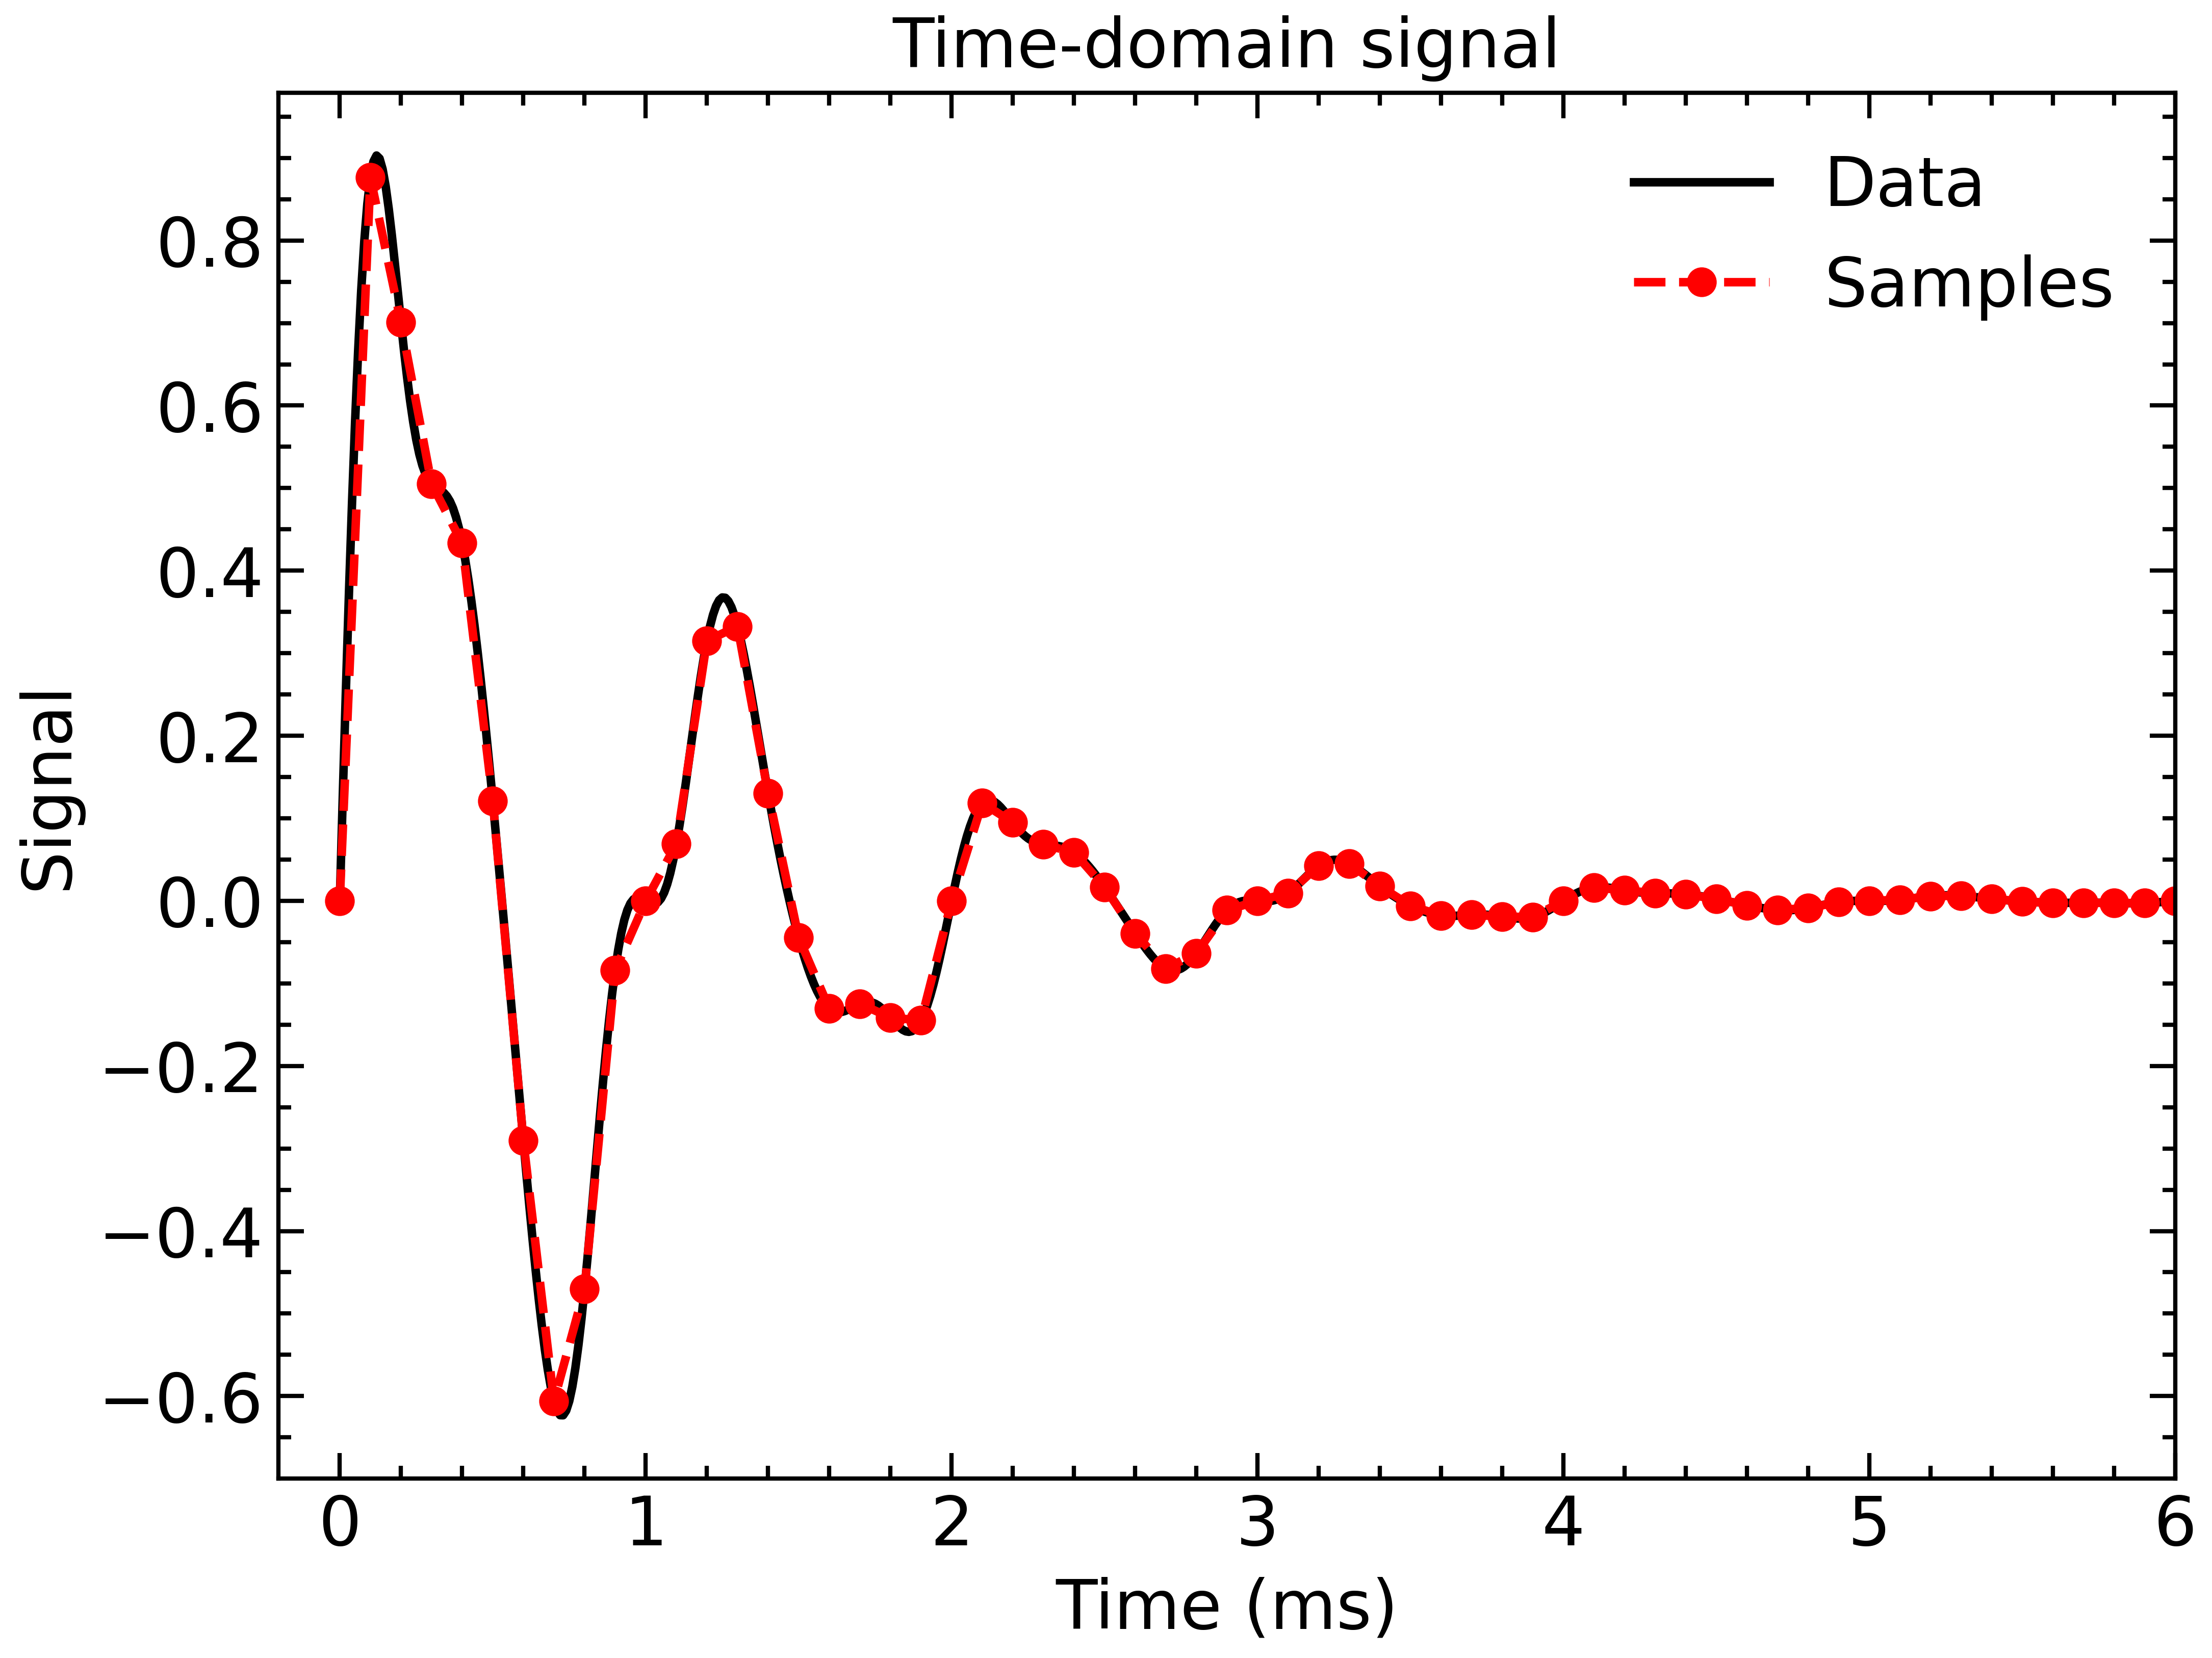 Time-domain signal
Data
Samples
Signal
0.8
0.6
0.4
0.2
0.0
−0.2
−0.4
−0.6
0 1 2 3 4 5 6
Time (ms)